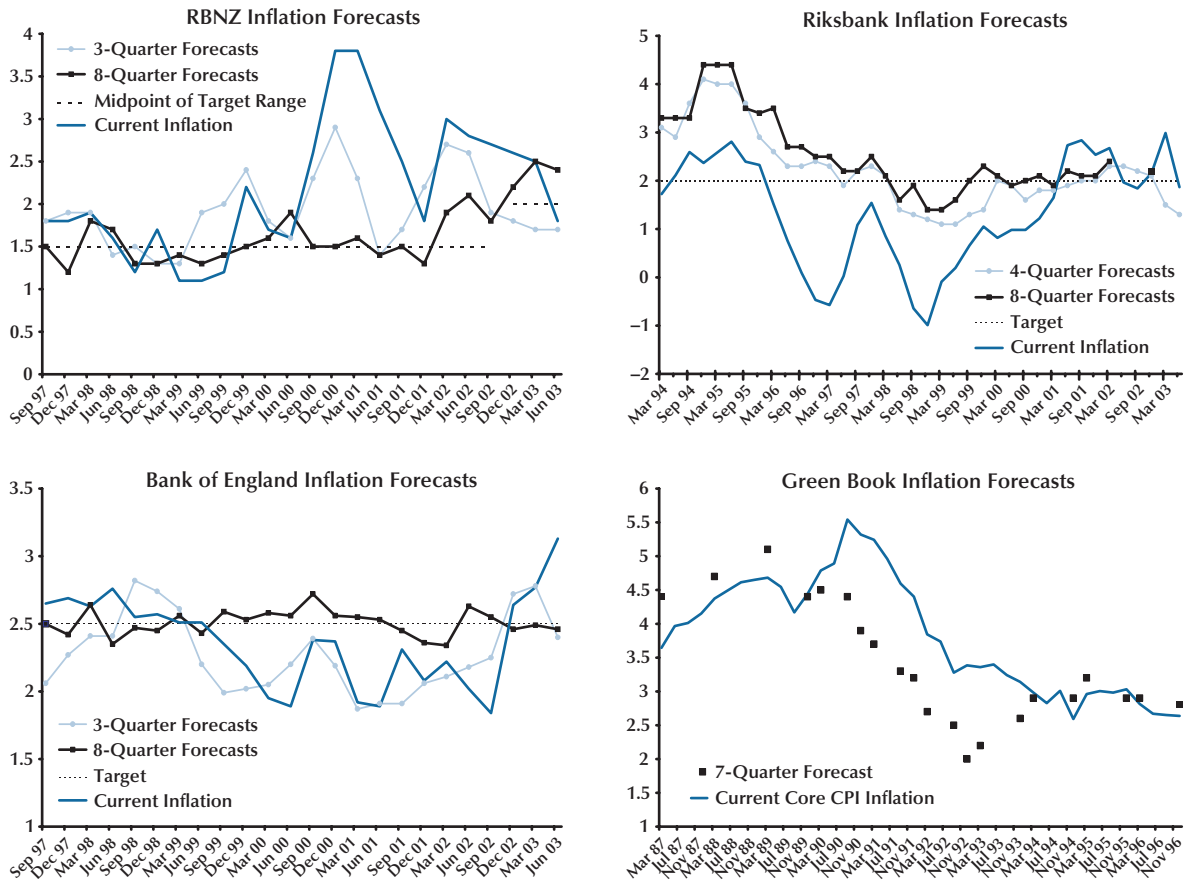 RBNZ Inflation Forecasts
4
3.5
3
2.5
2
1.5
1
0.5
0
3-Quarter Forecasts
8-Quarter Forecasts
Midpoint of Target Range
Current Inflation
Sep 97
Dec 97
Mar 98
Jun 98
Sep 98
Dec 98
Mar 99
Jun 99
Sep 99
Dec 99
Mar 00
Jun 00
Sep 00
Dec 00
Mar 01
Jun 01
Sep 01
Dec 01
Mar 02
Jun 02
Sep 02
Dec 02
Mar 03
Jun 03
Riksbank Inflation Forecasts
5
4
3
2
1
0
–1
–2
4-Quarter Forecasts
8-Quarter Forecasts
Target
Current Inflation
Mar 94
Sep 94
Mar 95
Sep 95
Mar 96
Sep 96
Mar 97
Sep 97
Mar 98
Sep 98
Mar 99
Sep 99
Mar 00
Sep 00
Mar 01
Sep 01
Mar 02
Sep 02
Mar 03
Bank of England Inflation Forecasts
3.5
3
2.5
2
1.5
1
3-Quarter Forecasts
8-Quarter Forecasts
Target
Current Inflation
Sep 97
Dec 97
Mar 98
Jun 98
Sep 98
Dec 98
Mar 99
Jun 99
Sep 99
Dec 99
Mar 00
Jun 00
Sep 00
Dec 00
Mar 01
Jun 01
Sep 01
Dec 01
Mar 02
Jun 02
Sep 02
Dec 02
Mar 03
Jun 03
Green Book Inflation Forecasts
6
5.5
5
4.5
4
3.5
3
2.5
2
1.5
1
7-Quarter Forecast
Current Core CPI Inflation
Mar 87
Jul 87
Nov 87
Mar 88
Jul 88
Nov 88
Mar 89
Jul 89
Nov 89
Mar 90
Jul 90
Nov 90
Mar 91
Jul 91
Nov 91
Mar 92
Jul 92
Nov 92
Mar 93
Jul 93
Nov 93
Mar 94
Jul 94
Nov 94
Mar 95
Jul 95
Nov 95
Mar 96
Jul 96
Nov 96